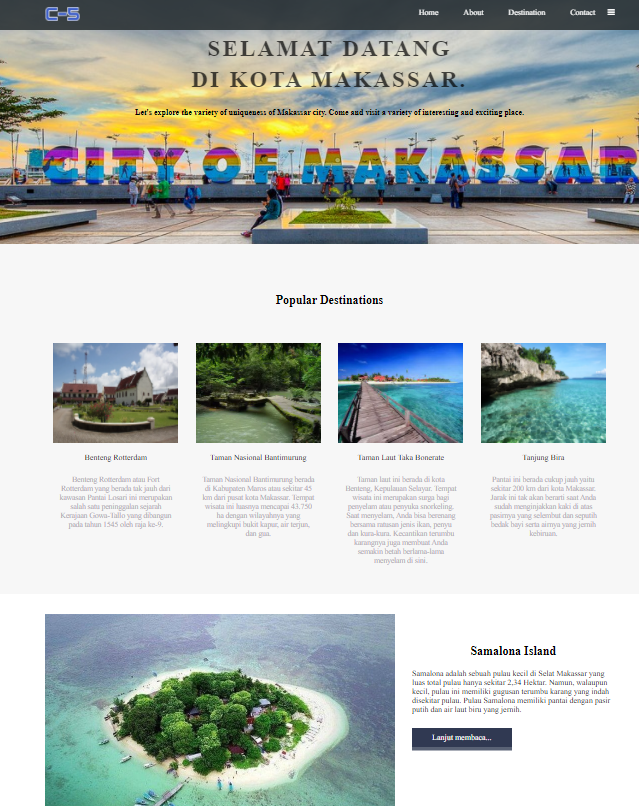 C-5
Home About Destination Contact
SELAMAT DATANG
DI KOTA MAKASSAR.
Let's explore the variety of uniqueness of Makassar city. Come and visit a variety of interesting and exciting place.
CITY OF MAKASSAR
Popular Destinations
Benteng Rotterdam
Benteng Rotterdam atau Fort
Rotterdam yang berada tak jauh dari
kawasan Pantai Losari ini merupakan
salah satu peninggalan sejarah
Kerajaan Gowa-Tallo yang dibangun
pada tahun 1545 oleh raja ke-9.
Taman Nasional Bantimurung
Taman Nasional Bantimurung berada
di Kabupaten Maros atau sekitar 45
km dari pusat kota Makassar. Tempat
wisata ini luasnya mencapai 43.750
ha dengan wilayahnya yang
melingkupi bukit kapur, air terjun,
dan gua.
Taman Laut Taka Bonerate
Taman laut ini berada di kota
Benteng, Kepulauan Selayar. Tempat
wisata ini merupakan surga bagi
penyelam atau penyuka snorkeling.
Saat menyelam, Anda bisa berenang
bersama ratusan jenis ikan, penyu
dan kura-kura. Kecantikan terumbu
karangnya juga membuat Anda
semakin betah berlama-lama
menyelam di sini.
Tanjung Bira
Pantai ini berada cukup jauh yaitu
sekitar 200 km dari kota Makassar.
Jarak ini tak akan berarti saat Anda
sudah menginjakkan kaki di atas
pasirnya yang selembut dan seputih
bedak bayi serta airnya yang jernih
kebiruan.
Samalona Island
Samalona adalah sebuah pulau kecil di Selat Makassar yang
luas total pulau hanya sekitar 2,34 Hektar. Namun, walaupun
kecil, pulau ini memiliki gugusan terumbu karang yang indah
disekitar pulau. Pulau Samalona memiliki pantai dengan pasir
putih dan air laut biru yang jernih.
Lanjut membaca...